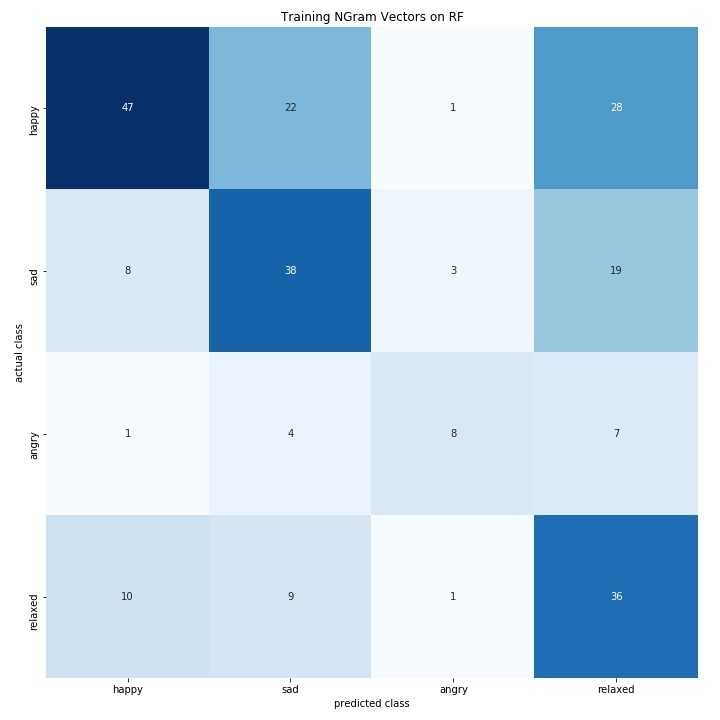 Training NGram Vectors on RF
actual class
happy
47 22 1 28
sad
8 38 3 19
angry
1 4 8 7
relaxed
10 9 1 36
happy sad angry relaxed
predicted class